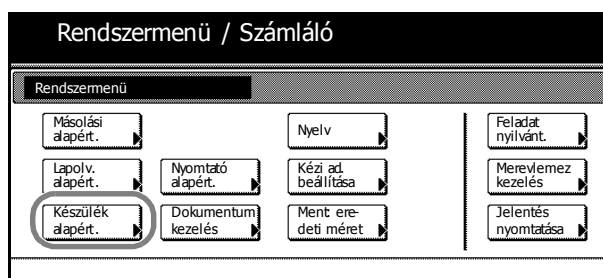 Rendszermenü / Számláló
Rendszermenü
Másolási
alapért.
Nyelv
Feladat
nyilvánt.
Lapolv.
alapért.
Nyomtató
alapért.
Kézi ad.
beállítása
Merevlemez
kezelés
Készülék
alapért.
Dokumentum
kezelés
Ment. ere-
deti méret
Jelentés
nyomtatása